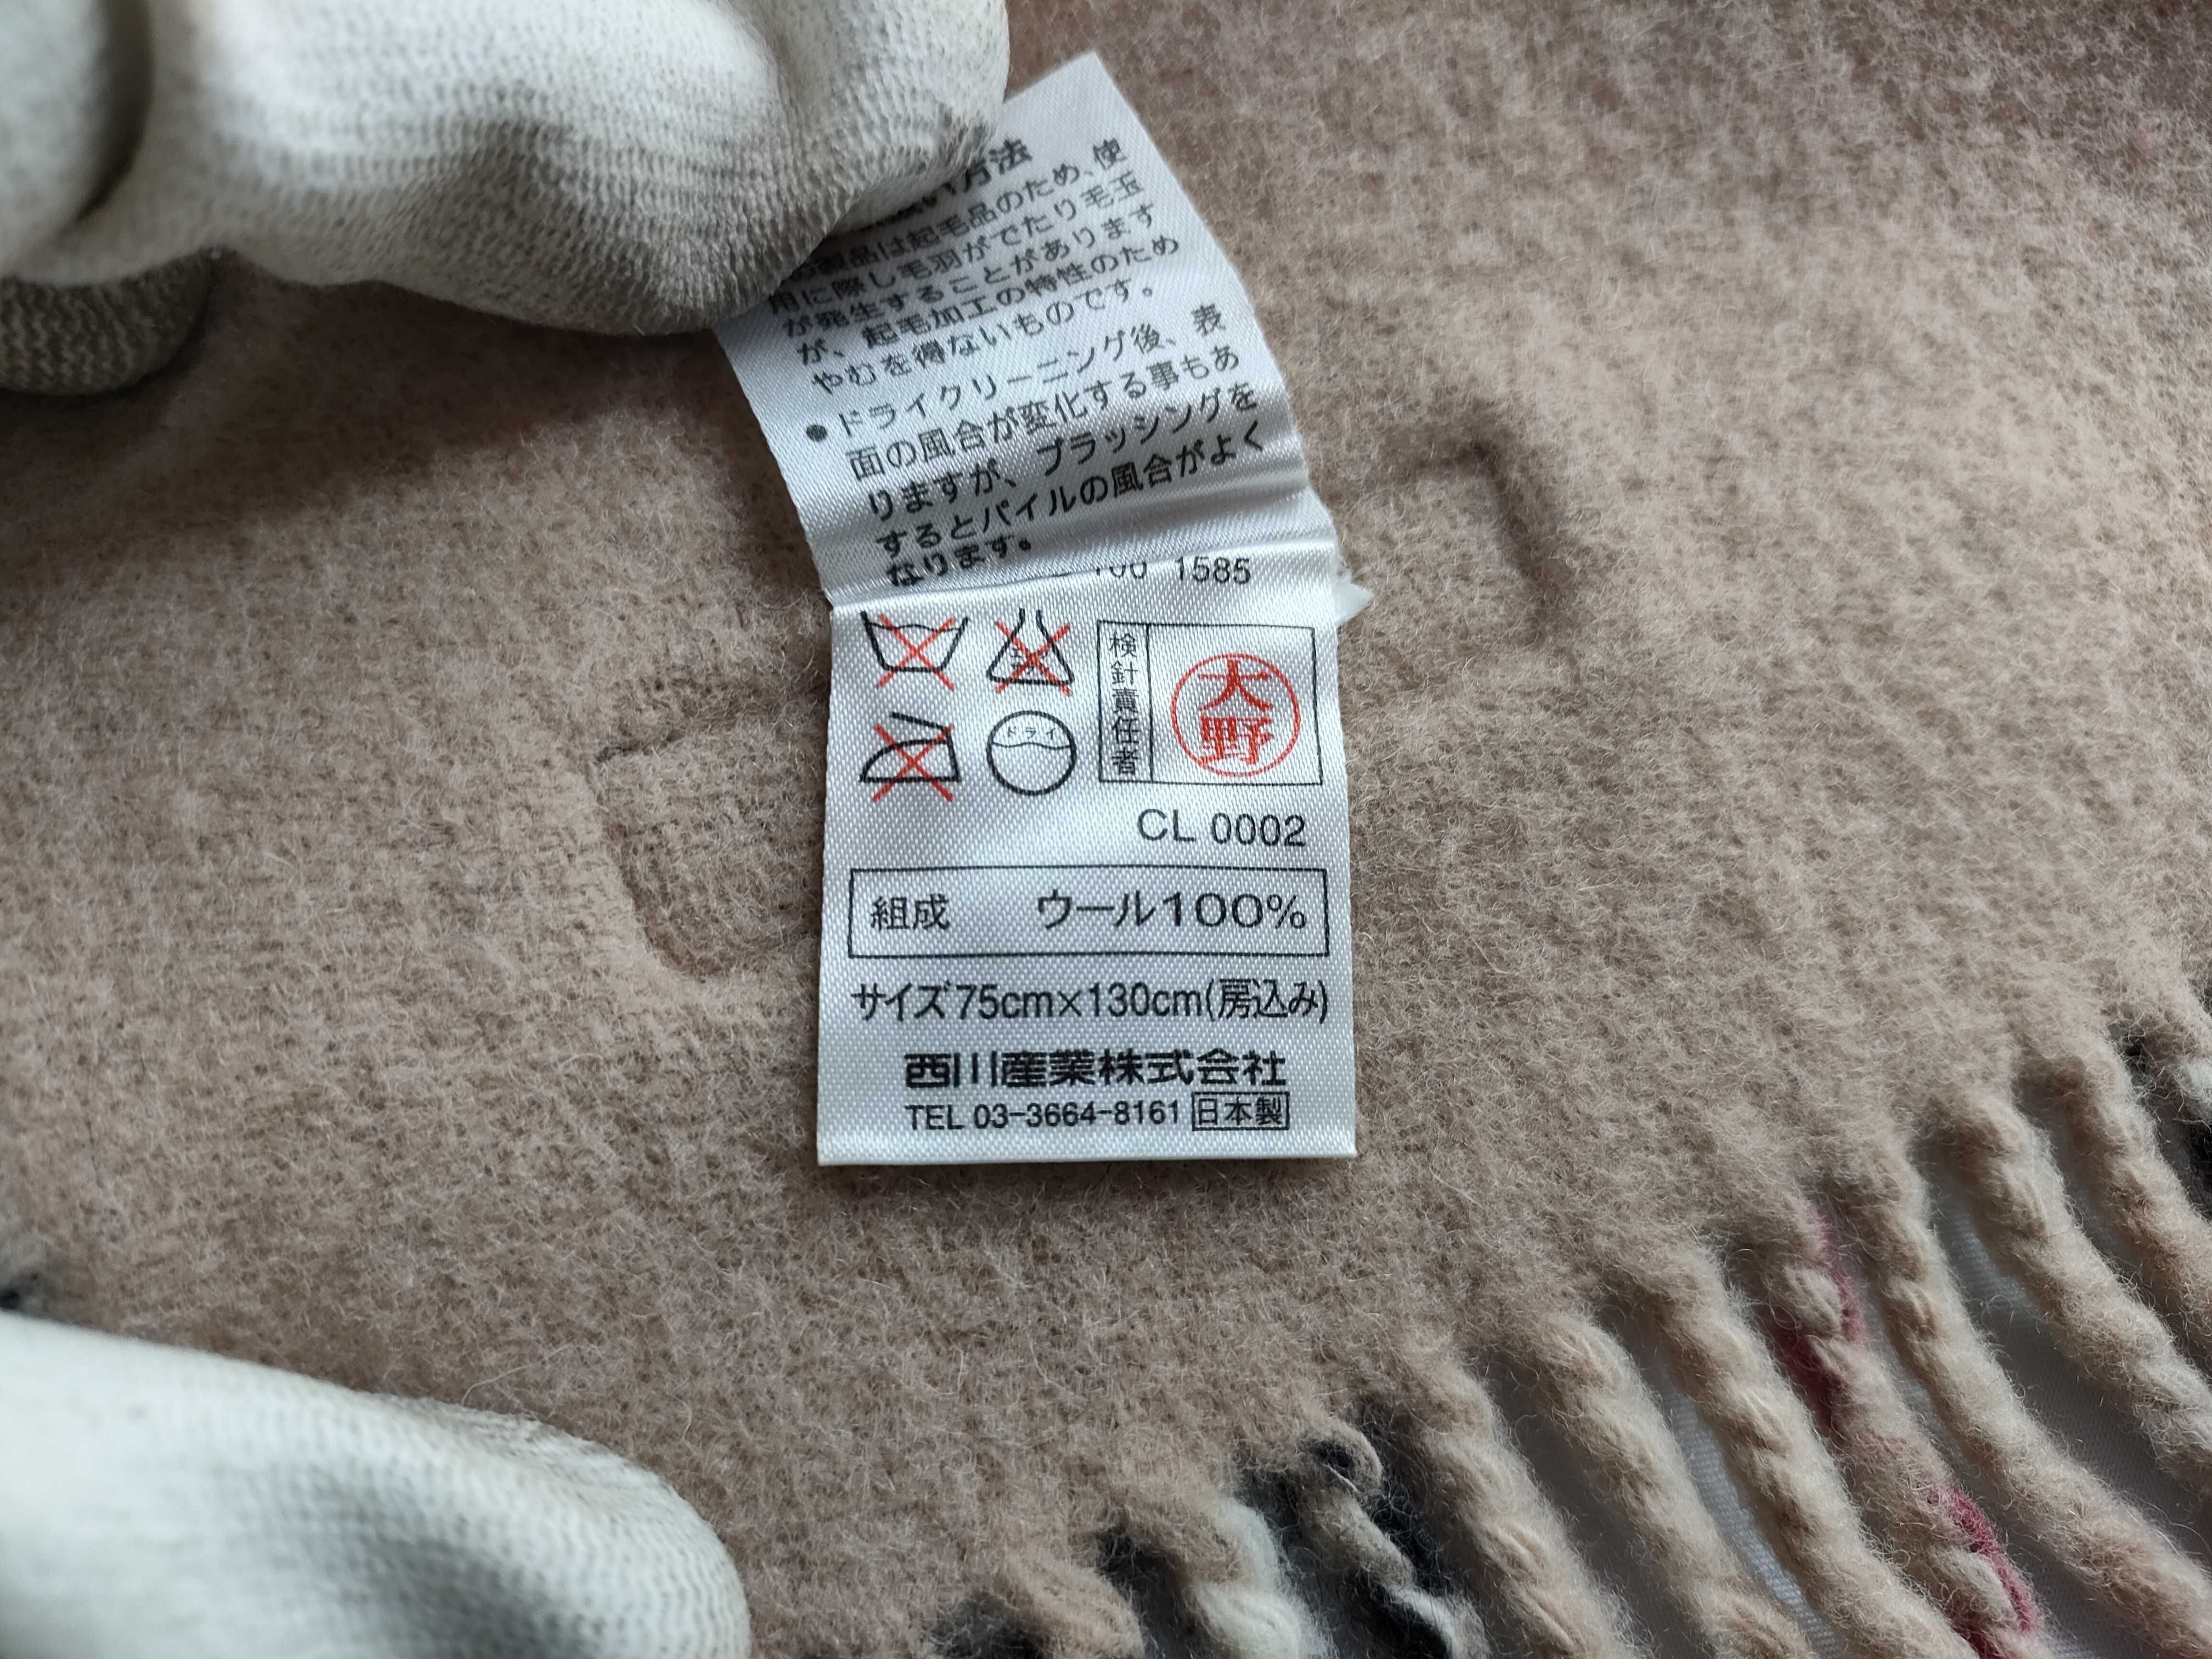 い方法
製品は起毛品のため、使
用に際し毛羽がでたり毛玉
が発生することがあります
が、起毛加工の特性のため
やむを得ないものです。
●ドライクリーニング後、表
面の風合が変化する事もあ
りますが、ブラッシングを
するとパイルの風合がよく
なります。
100 1585
ドライ
検針責任者
大野
CL 0002
組成 ウール100%
サイズ75cm×130cm(房込み)
西川産業株式会社
TEL 03-3664-8161 日本製